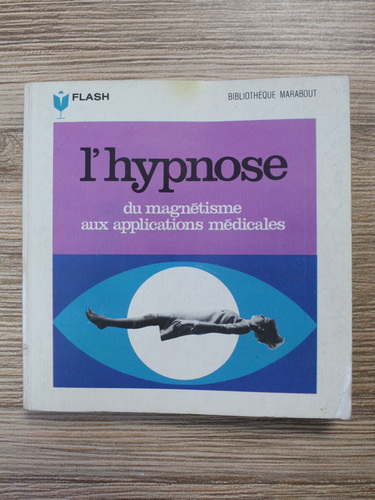 FLASH
BIBLIOTHÈQUE MARABOUT
l'hypnose
du magnétisme
aux applications médicales